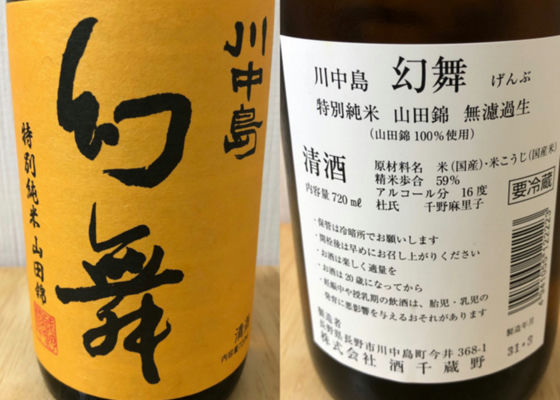 川中島
幻舞
特別純米 山田錦
清酒
川中島 幻舞 げんぶ
特別純米 山田錦 無濾過生
(山田錦100%使用)
清酒
内容量720㎖
原材料名 米(国産)・米こうじ(国産米)
精米歩合 59%
アルコール分 16度
杜氏 千野麻里子
要冷蔵
・保管は冷暗所でお願いします
・開栓後は早めにお召し上がりください
・お酒は楽しく適量を
・お酒は20歳になってから
・妊娠中や授乳期の飲酒は、胎児・乳児の
発育に悪影響を与えるおそれがあります
製造者
長野県長野市川中島町今井368-1
株式会社 酒千蔵野
製造年月
31.3